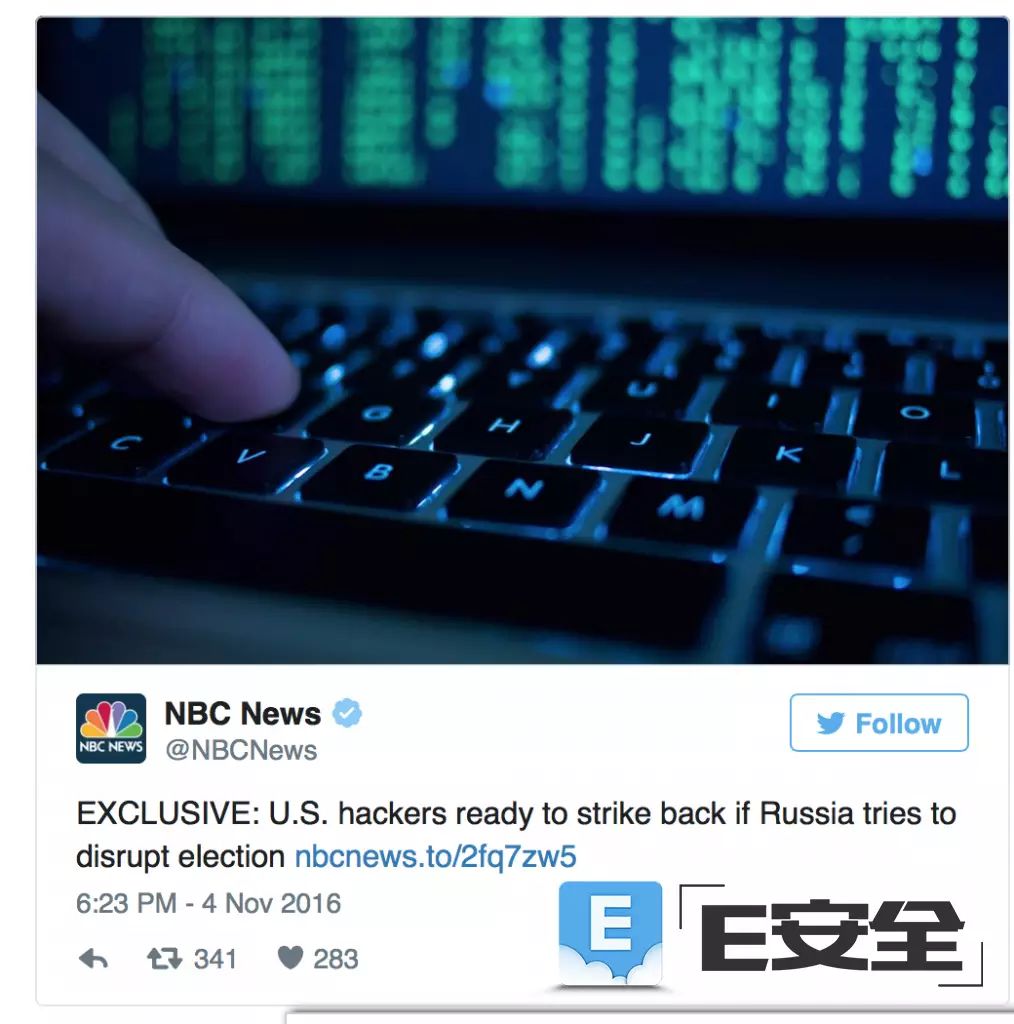 G H J K L
U I O
C V B N M
NBC News
@NBCNews
NBC NEWS
Follow
EXCLUSIVE: U.S. hackers ready to strike back if Russia tries to
disrupt election nbcnews.to/2fq7zw5
6:23 PM - 4 Nov 2016
341 283
E
E安全